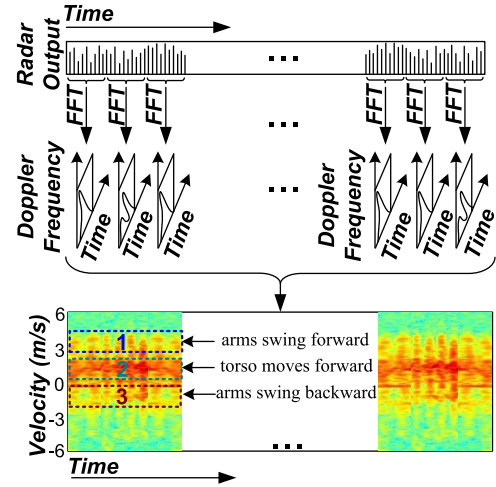 Time
Radar Output
...
FFT FFT FFT
FFT FFT FFT
...
Doppler Frequency
Time Time Time
...
Doppler Frequency
Time Time Time
Velocity (m/s)
6
3
0
-3
-6
1
2
3
arms swing forward
torso moves forward
arms swing backward
...
Time